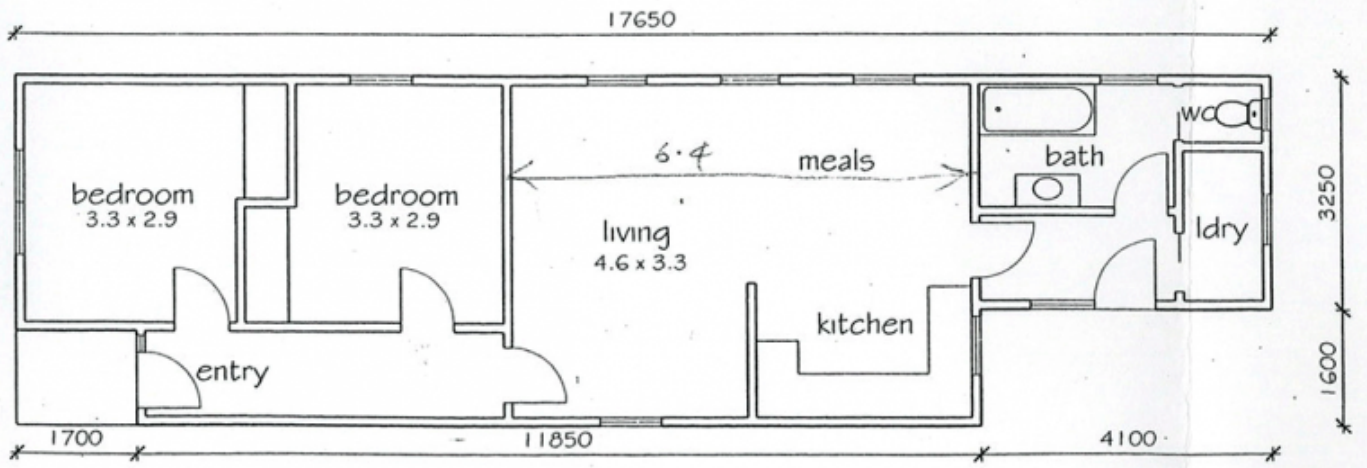 17650
bedroom
3.3 x 2.9
bedroom
3.3 x 2.9
6.4
meals
living
4.6 x 3.3
kitchen
bath
wc
ldry
entry
3250
1600
1700
11850
4100